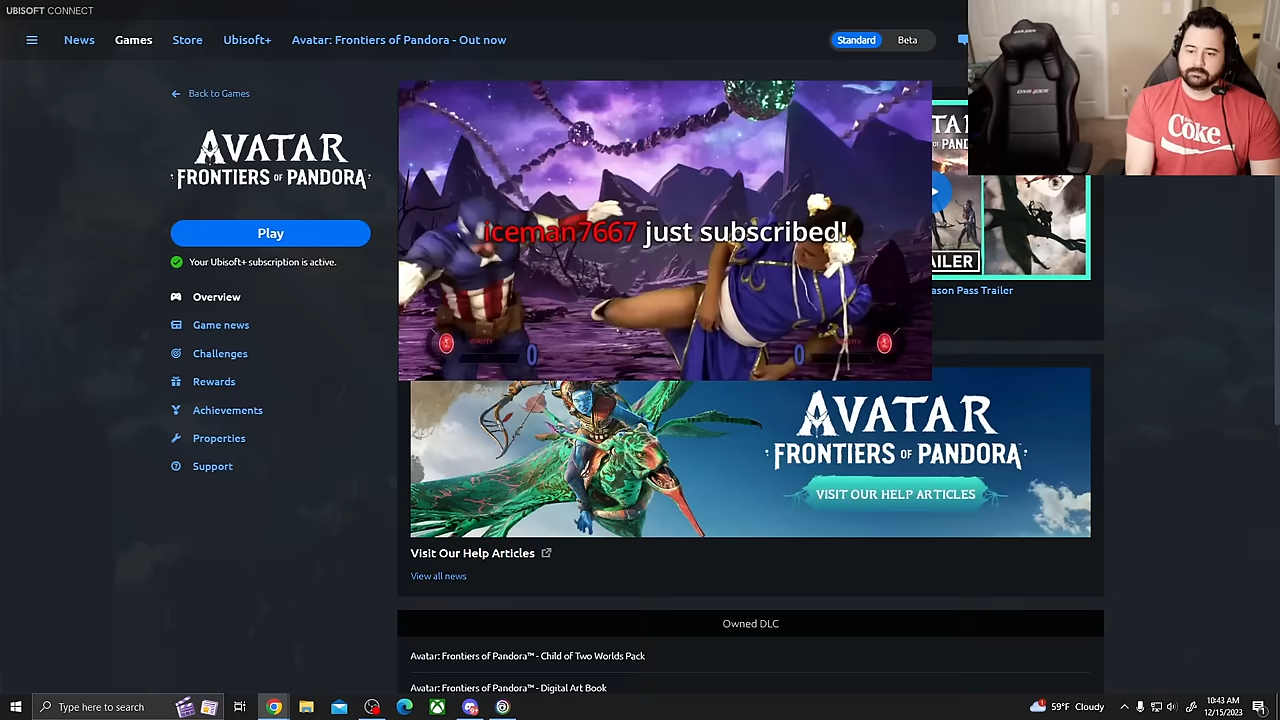 UBISOFT CONNECT
News
Games
Store
Ubisoft+
Avatar: Frontiers of Pandora - Out now
Standard
Beta
Back to Games
AVATAR
FRONTIERS OF PANDORA
Play
Your Ubisoft+ subscription is active.
Overview
Game news
Challenges
Rewards
Achievements
Properties
Support
iceman7667 just subscribed!
0
0
ason Pass Trailer
Coke
AVATAR
FRONTIERS OF PANDORA
VISIT OUR HELP ARTICLES
Visit Our Help Articles
View all news
Owned DLC
Avatar: Frontiers of Pandora™ - Child of Two Worlds Pack
Avatar: Frontiers of Pandora™ - Digital Art Book
Type here to search
59°F Cloudy
10:43 AM
12/15/2023